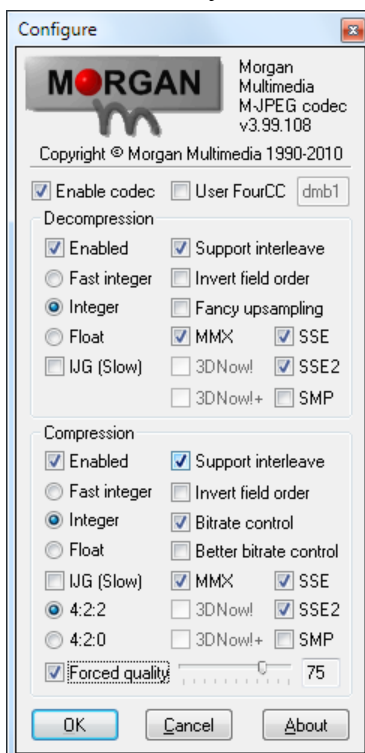 Configure
MORGAN
m
Morgan
Multimedia
M-JPEG codec
v3.99.108
Copyright © Morgan Multimedia 1990-2010
Enable codec User FourCC dmb1
Decompression
Enabled Support interleave
Fast integer Invert field order
Integer Fancy upsampling
Float MMX SSE
IJG (Slow) 3DNow! SSE2
3DNow!+ SMP
Compression
Enabled Support interleave
Fast integer Invert field order
Integer Bitrate control
Float Better bitrate control
IJG (Slow) MMX SSE
4:2:2 3DNow! SSE2
4:2:0 3DNow!+ SMP
Forced quality 75
OK Cancel About